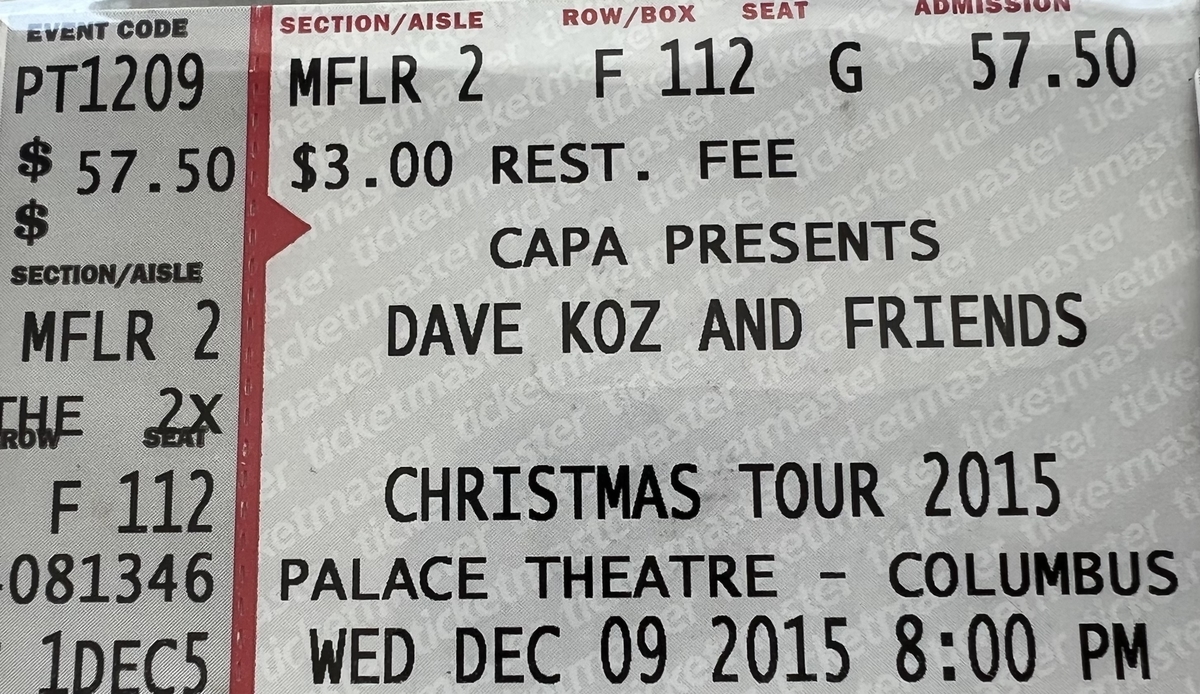 EVENT CODE
PT1209
$ 57.50
$
SECTION/AISLE
MFLR 2
THE 2X
ROW SEAT
F 112
081346
1DEC5
SECTION/AISLE ROW/BOX SEAT ADMISSION
MFLR 2 F 112 G 57.50
$3.00 REST. FEE
CAPA PRESENTS
DAVE KOZ AND FRIENDS
CHRISTMAS TOUR 2015
PALACE THEATRE - COLUMBUS
WED DEC 09 2015 8:00 PM
ticketmaster